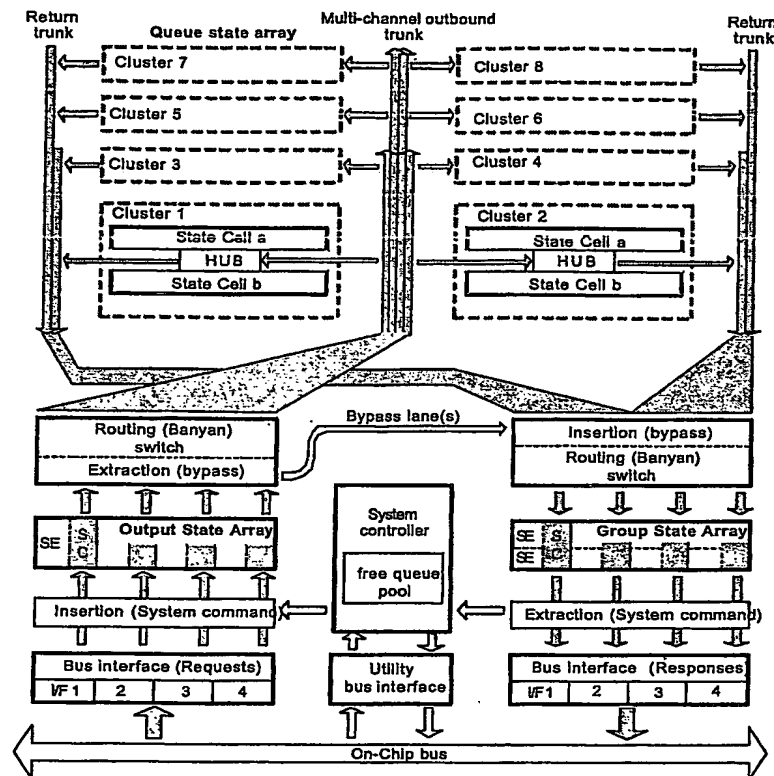 Return trunk
Queue state array
Multi-channel outbound trunk
Return trunk
Cluster 7
Cluster 8
Cluster 5
Cluster 6
Cluster 3
Cluster 4
Cluster 1
State Cell a
HUB
State Cell b
Cluster 2
State Cell a
HUB
State Cell b
Routing (Banyan) switch
Extraction (bypass)
Bypass lane(s)
Insertion (bypass)
Routing (Banyan) switch
SE
S
C
Output State Array
System controller
free queue pool
SE
SE
S
C
Group State Array
Insertion (System command)
Extraction (System command)
Bus interface (Requests)
I/F 1
2
3
4
Utility bus interface
Bus interface (Responses)
I/F 1
2
3
4
On-Chip bus